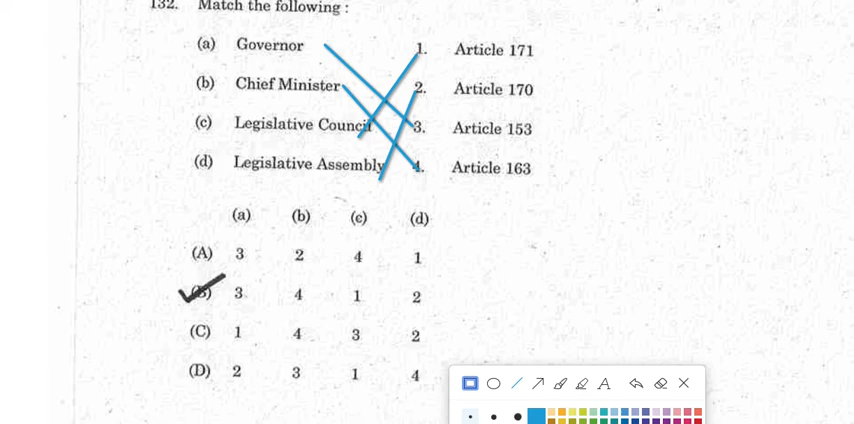 132. Match the following :
(a) Governor 1. Article 171
(b) Chief Minister 2. Article 170
(c) Legislative Council 3. Article 153
(d) Legislative Assembly 4. Article 163
(a) (b) (c) (d)
(A) 3 2 4 1
(B) 3 4 1 2
(C) 1 4 3 2
(D) 2 3 1 4
A